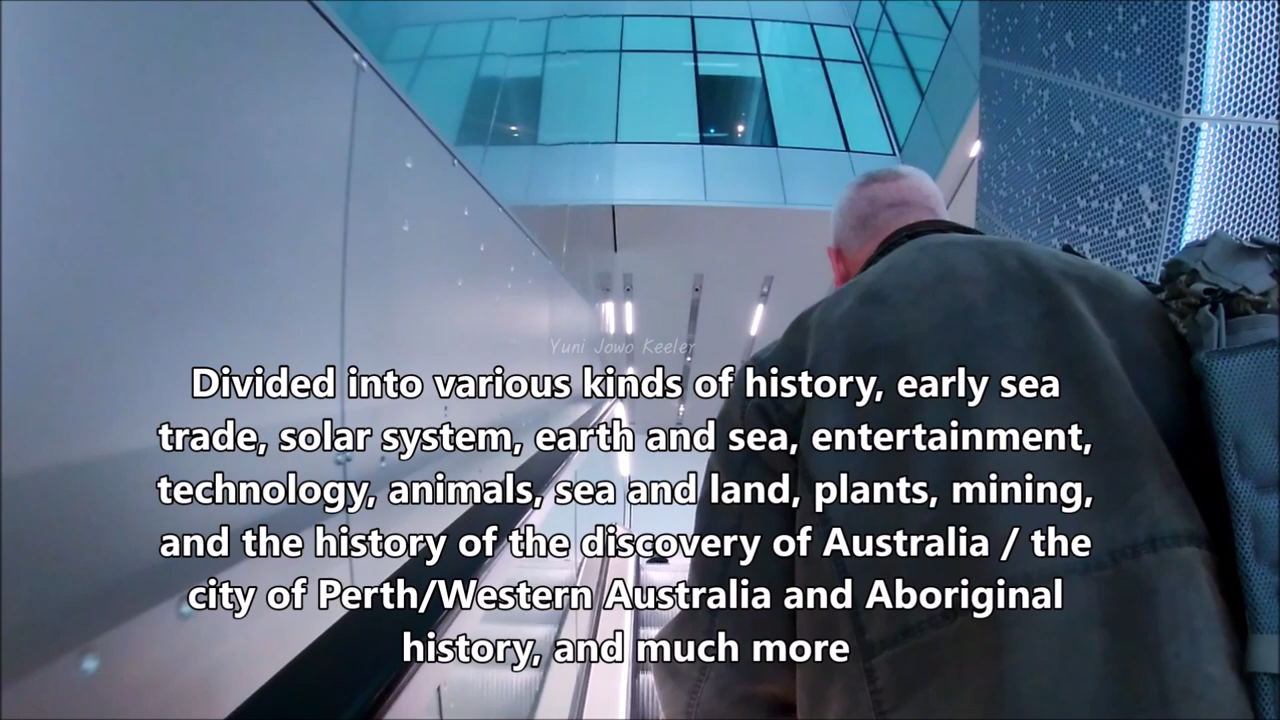 Yuni Jowo Keeler
Divided into various kinds of history, early sea
trade, solar system, earth and sea, entertainment,
technology, animals, sea and land, plants, mining,
and the history of the discovery of Australia / the
city of Perth/Western Australia and Aboriginal
history, and much more